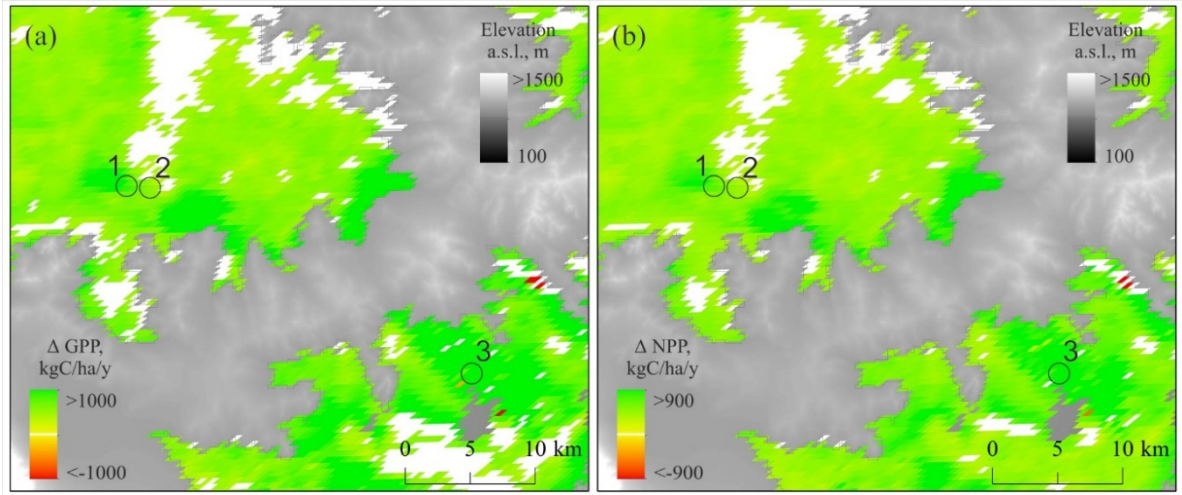 (a)
Elevation
a.s.l., m
>1500
100
1
2
3
Δ GPP,
kgC/ha/y
>1000
<-1000
0 5 10 km
(b)
Elevation
a.s.l., m
>1500
100
1
2
3
Δ NPP,
kgC/ha/y
>900
<-900
0 5 10 km